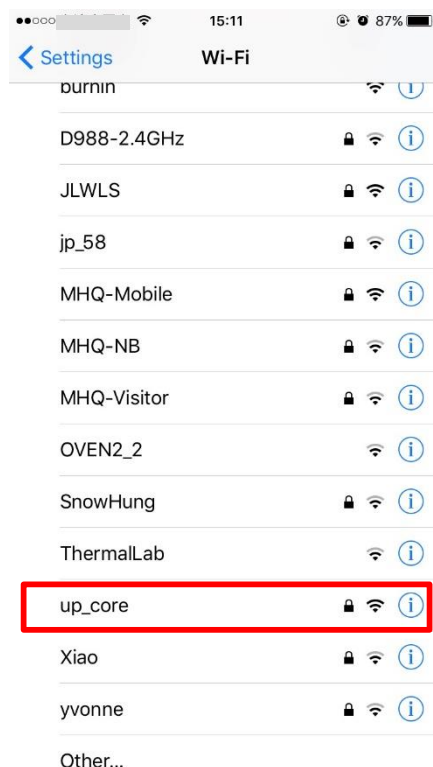 15:11
87%
Settings
Wi-Fi
burnin
D988-2.4GHz
JLWLS
jp_58
MHQ-Mobile
MHQ-NB
MHQ-Visitor
OVEN2_2
SnowHung
ThermalLab
up_core
Xiao
yvonne
Other...